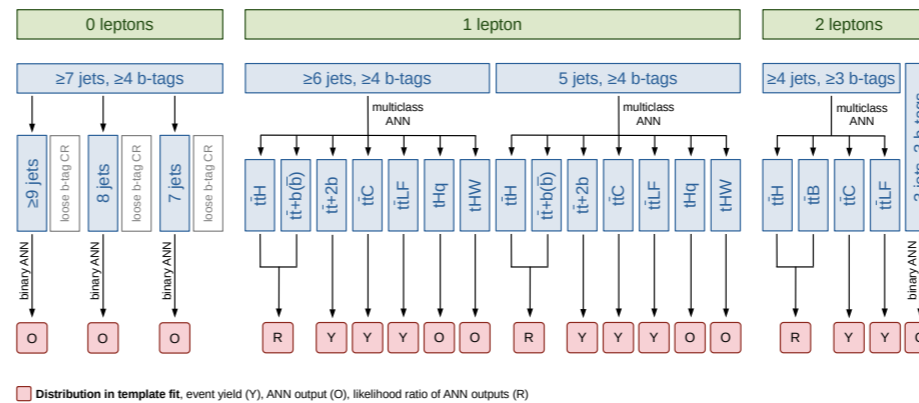 0 leptons
1 lepton
2 leptons
≥7 jets, ≥4 b-tags
≥6 jets, ≥4 b-tags
5 jets, ≥4 b-tags
≥4 jets, ≥3 b-tags
multiclass
ANN
multiclass
ANN
multiclass
ANN
≥9 jets
loose b-tag CR
8 jets
loose b-tag CR
7 jets
loose b-tag CR
tt̄H
tt̄+b(b̄)
tt̄+2b
tt̄C
tt̄LF
tHq
tHW
tt̄H
tt̄+b(b̄)
tt̄+2b
tt̄C
tt̄LF
tHq
tHW
tt̄H
tt̄B
tt̄C
tt̄LF
binary ANN
binary ANN
binary ANN
binary ANN
O
O
O
R
Y
Y
Y
O
O
R
Y
Y
Y
O
O
R
Y
Y
Distribution in template fit, event yield (Y), ANN output (O), likelihood ratio of ANN outputs (R)